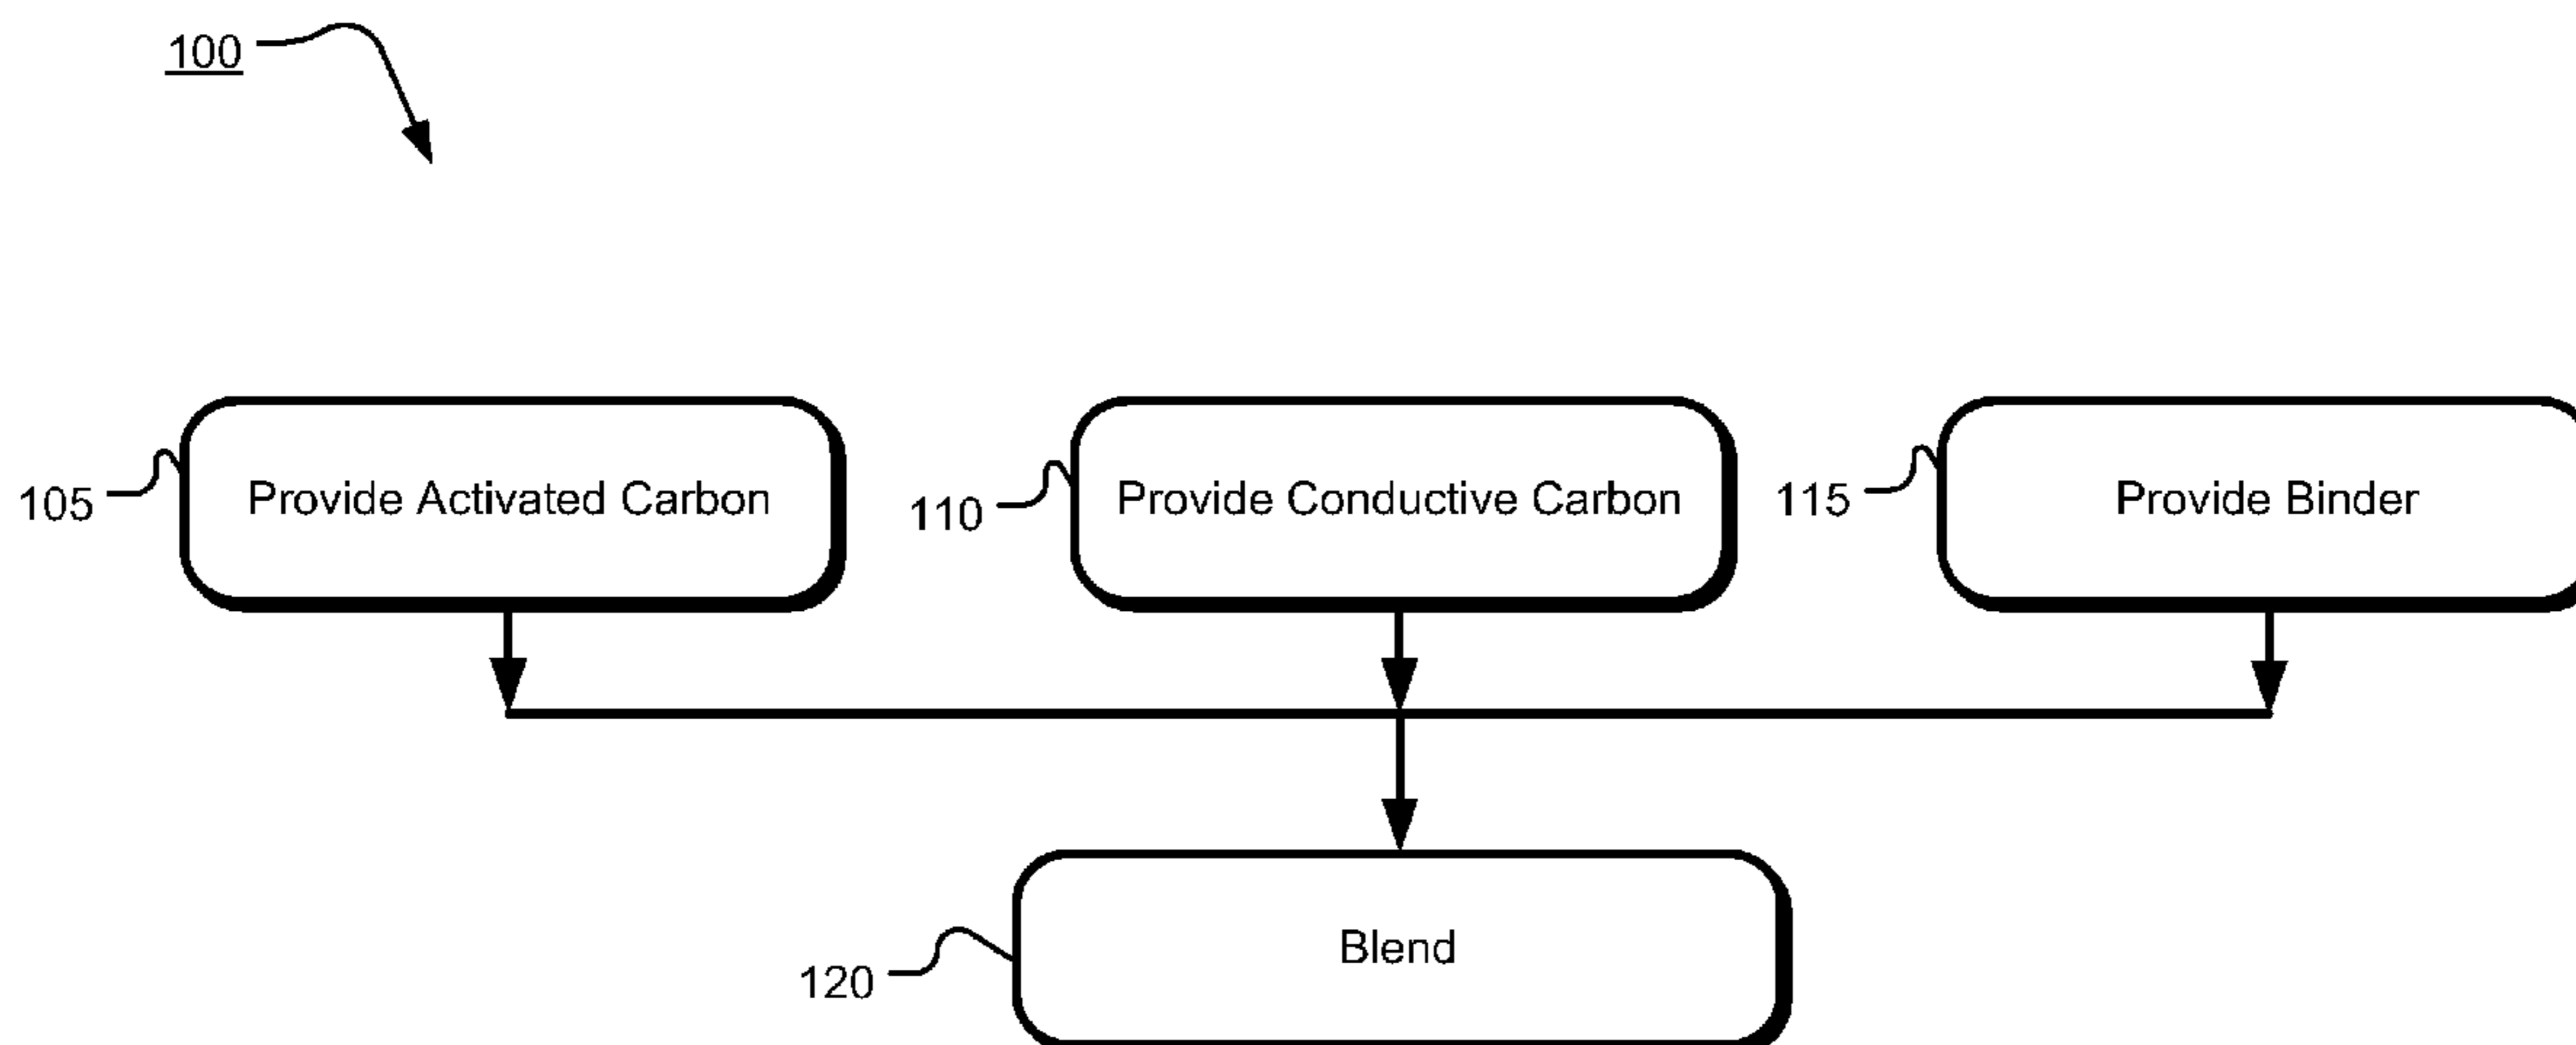 100
105
Provide Activated Carbon
110
Provide Conductive Carbon
115
Provide Binder
120
Blend